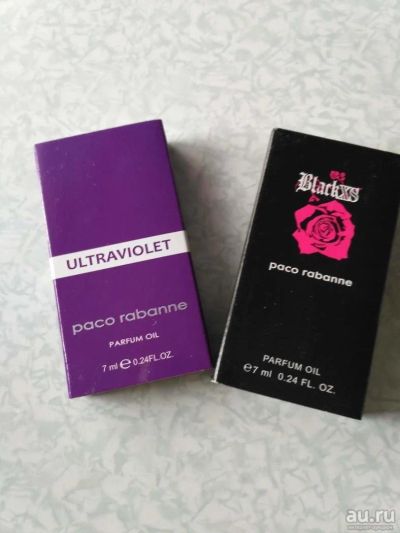 ULTRAVIOLET
paco rabanne
PARFUM OIL
7 ml e 0.24FL.OZ.
Blackxs
paco rabanne
PARFUM OIL
e7 ml 0.24 FL. OZ.
au.ru